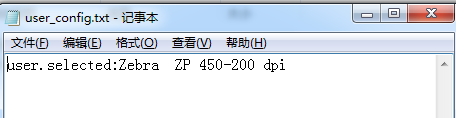 user_config.txt - 记事本
文件(F) 编辑(E) 格式(O) 查看(V) 帮助(H)
user.selected:Zebra  ZP 450-200 dpi